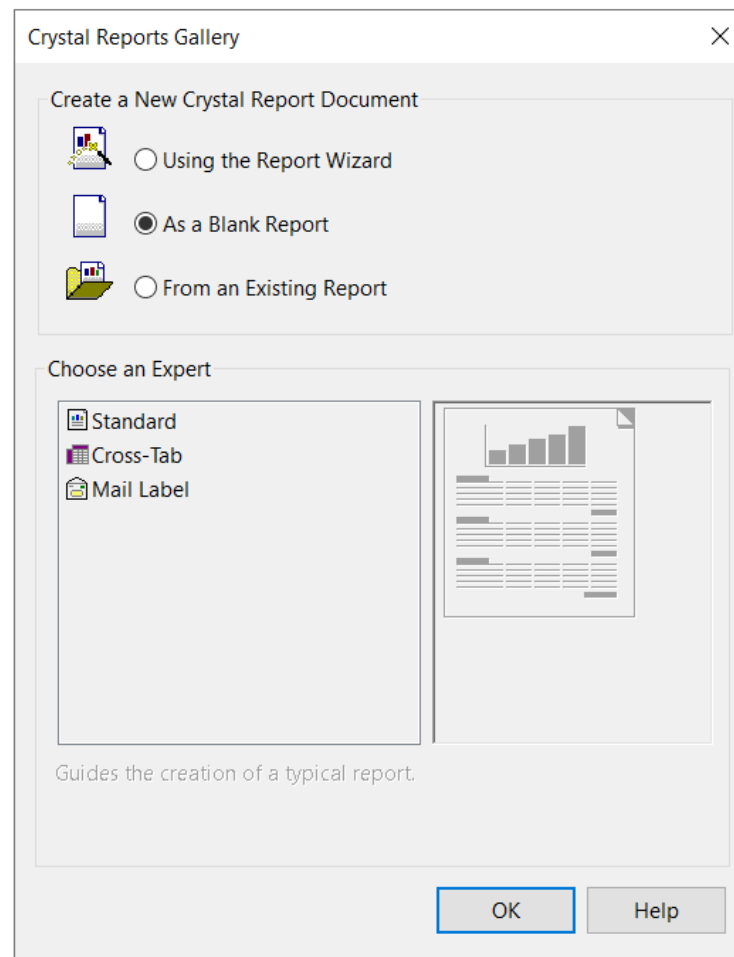 Crystal Reports Gallery
Create a New Crystal Report Document
Using the Report Wizard
As a Blank Report
From an Existing Report
Choose an Expert
Standard
Cross-Tab
Mail Label
Guides the creation of a typical report.
OK Help